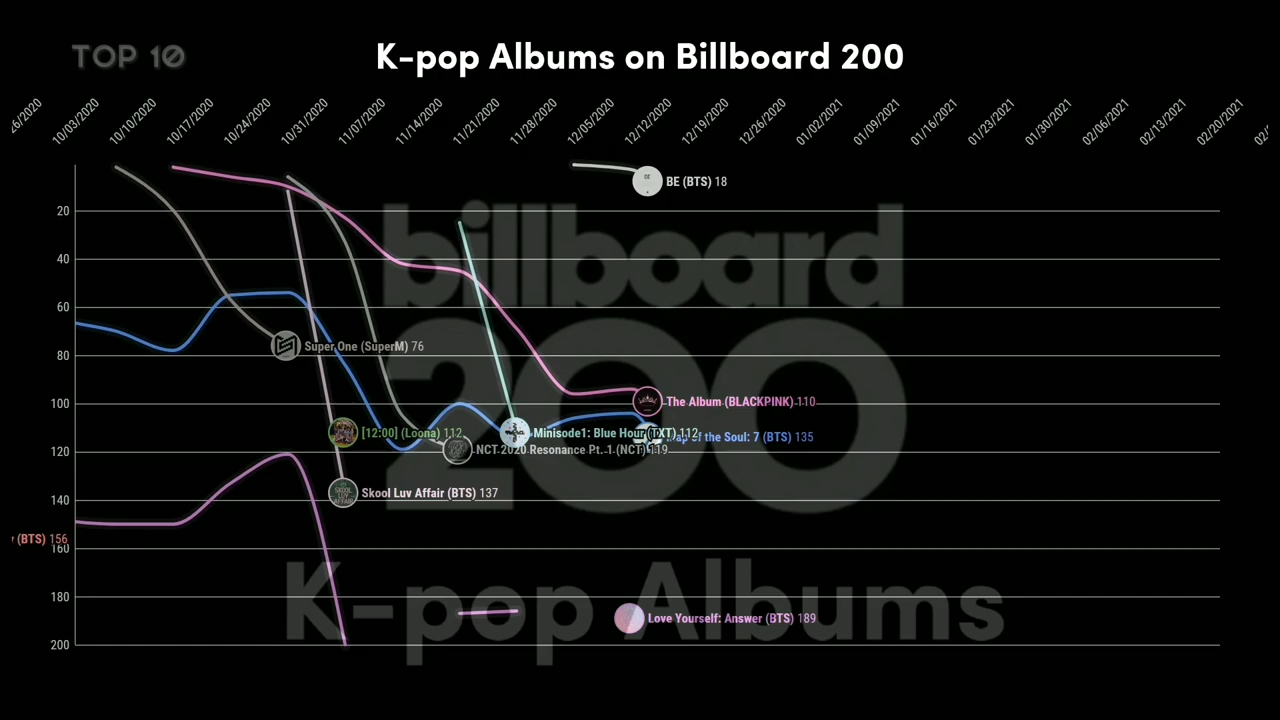 TOP 10
K-pop Albums on Billboard 200
26/2020
10/03/2020
10/10/2020
10/17/2020
10/24/2020
10/31/2020
11/07/2020
11/14/2020
11/21/2020
11/28/2020
12/05/2020
12/12/2020
12/19/2020
12/26/2020
01/02/2021
01/09/2021
01/16/2021
01/23/2021
01/30/2021
02/06/2021
02/13/2021
02/20/2021
BE (BTS) 18
20
billboard
200
40
60
Super One (SuperM) 76
80
The Album (BLACKPINK) 110
100
[12:00] (Loona) 112
Minisode1: Blue Hour (TXT) 112
Map of the Soul: 7 (BTS) 135
NCT 2020 Resonance Pt. 1 (NCT) 119
120
Skool Luv Affair (BTS) 137
140
(BTS) 156
160
180
K-pop Albums
Love Yourself: Answer (BTS) 189
200